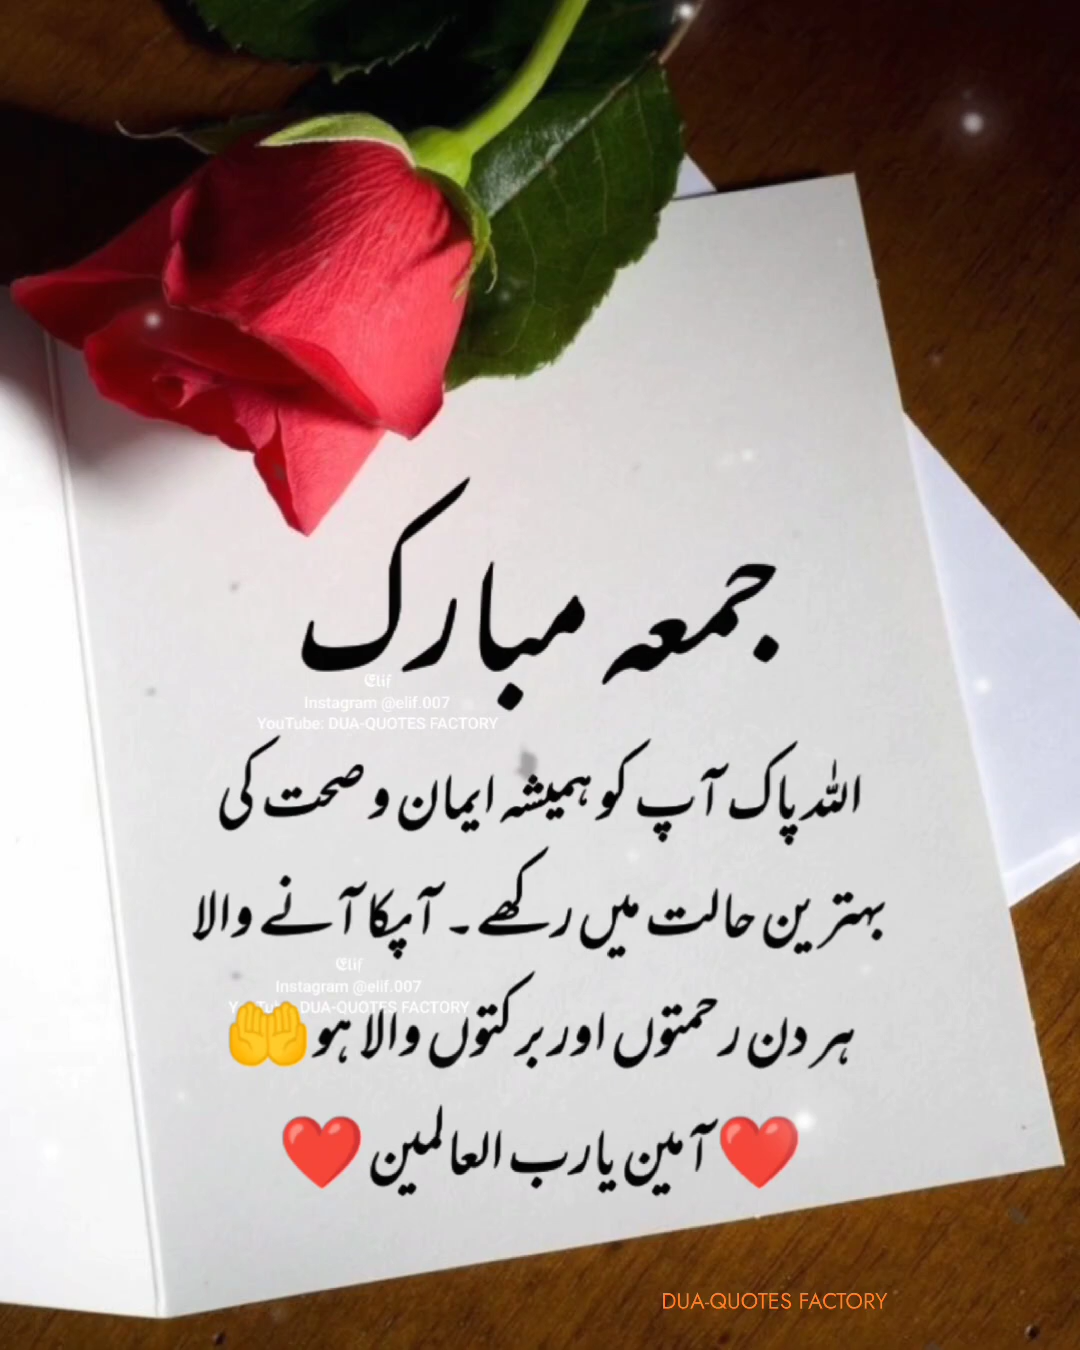 جمعہ مبارک
Elif
Instagram @elif.007
YouTube: DUA-QUOTES FACTORY
اللہ پاک آپ کو ہمیشہ ایمان و صحت کی
بہترین حالت میں رکھے۔ آپکا آنے والا
Elif
Instagram @elif.007
YouTube: DUA-QUOTES FACTORY
ہر دن رحمتوں اور برکتوں والا ہو🤲
❤️آمین یارب العالمین❤️
DUA-QUOTES FACTORY